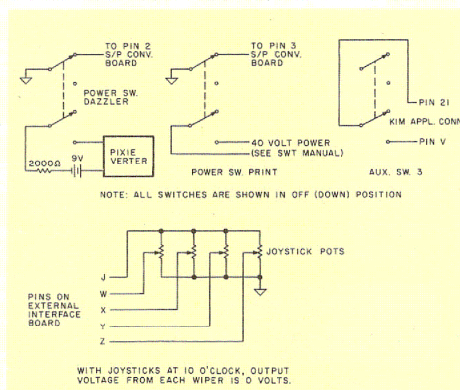 TO PIN 2
S/P CONV.
BOARD
POWER SW.
DAZZLER
2000Ω
9V
PIXIE
VERTER
TO PIN 3
S/P CONV.
BOARD
40 VOLT POWER
(SEE SWT MANUAL)
POWER SW. PRINT
PIN 21
KIM APPL. CONN
PIN V
AUX. SW. 3
NOTE: ALL SWITCHES ARE SHOWN IN OFF (DOWN) POSITION
JOYSTICK POTS
PINS ON
EXTERNAL
INTERFACE
BOARD
J
W
X
Y
Z
WITH JOYSTICKS AT 10 O'CLOCK, OUTPUT
VOLTAGE FROM EACH WIPER IS 0 VOLTS.